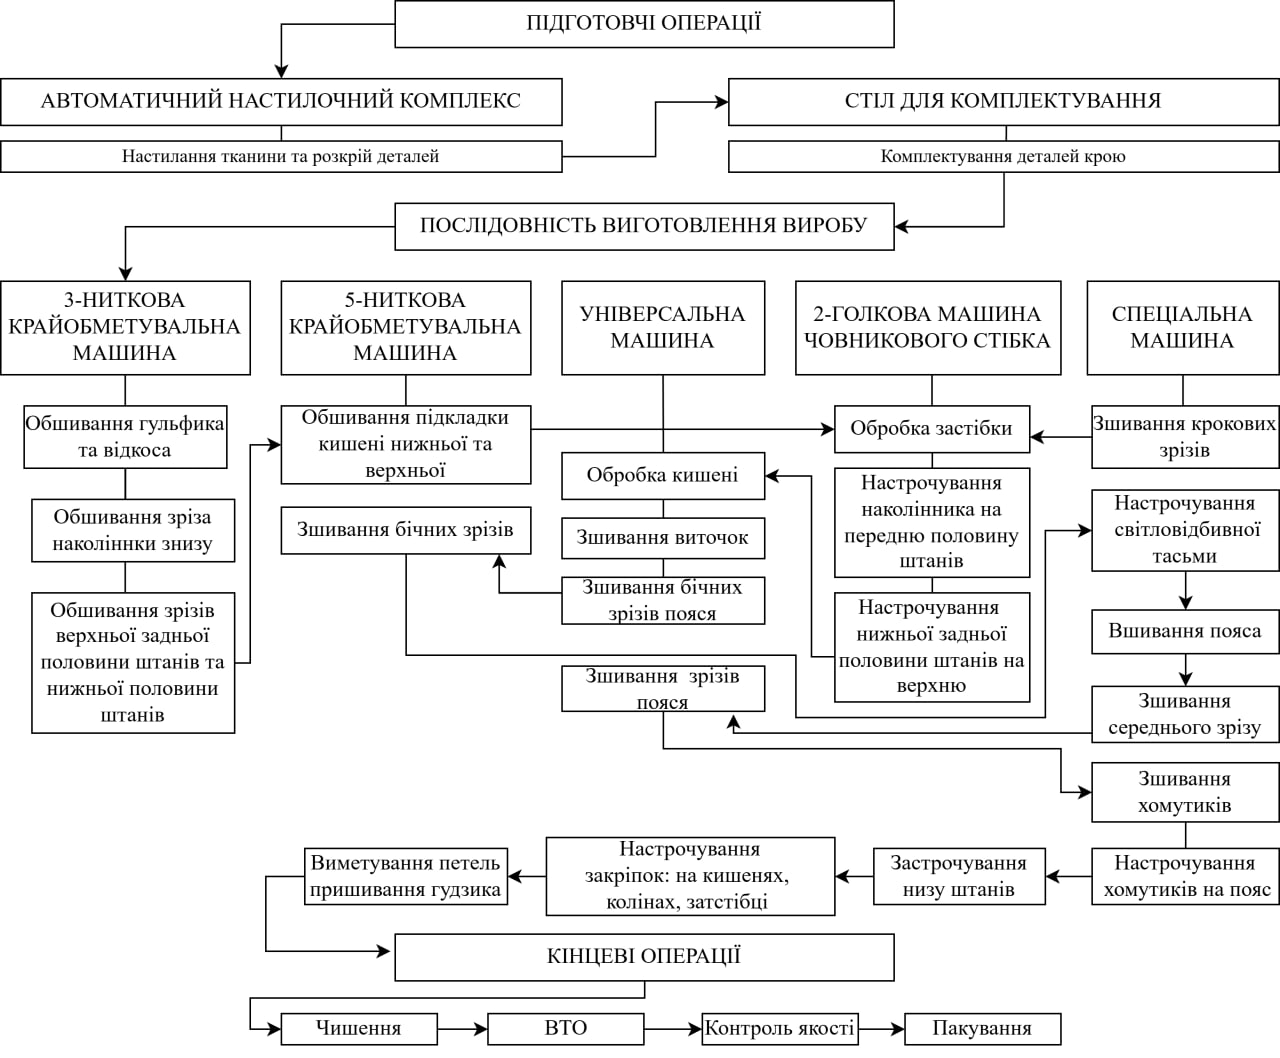 ПІДГОТОВЧІ ОПЕРАЦІЇ
АВТОМАТИЧНИЙ НАСТИЛОЧНИЙ КОМПЛЕКС
СТІЛ ДЛЯ КОМПЛЕКТУВАННЯ
Настилання тканини та розкрій деталей
Комплектування деталей крою
ПОСЛІДОВНІСТЬ ВИГОТОВЛЕННЯ ВИРОБУ
3-НИТКОВА
КРАЙОБМЕТУВАЛЬНА
МАШИНА
5-НИТКОВА
КРАЙОБМЕТУВАЛЬНА
МАШИНА
УНІВЕРСАЛЬНА
МАШИНА
2-ГОЛКОВА МАШИНА
ЧОВНИКОВОГО СТІБКА
СПЕЦІАЛЬНА
МАШИНА
Обшивання гульфика
та відкоса
Обшивання зріза
наколіннки знизу
Обшивання зрізів
верхньої задньої
половини штанів та
нижньої половини
штанів
Обшивання підкладки
кишені нижньої та
верхньої
Зшивання бічних зрізів
Обробка кишені
Зшивання виточок
Зшивання бічних
зрізів пояся
Зшивання зрізів
пояся
Обробка застібки
Настрочування
наколінника на
передню половину
штанів
Настрочування
нижньої задньої
половини штанів на
верхню
Зшивання крокових
зрізів
Настрочування
світловідбивної
тасьми
Вшивання пояса
Зшивання
середнього зрізу
Зшивання
хомутиків
Настрочування
хомутиків на пояс
Застрочування
низу штанів
Настрочування
закріпок: на кишенях,
колінах, затстібці
Виметування петель
пришивання гудзика
КІНЦЕВІ ОПЕРАЦІЇ
Чишення
ВТО
Контроль якості
Пакування